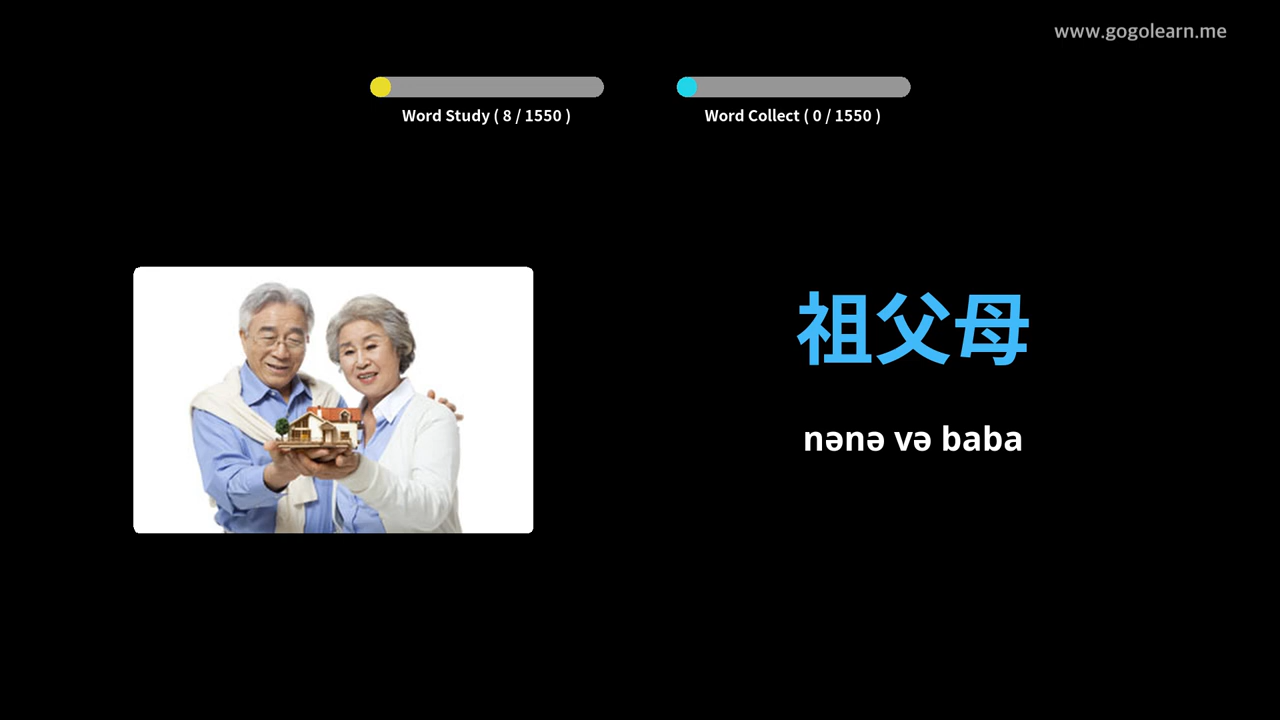 www.gogolearn.me
Word Study ( 8 / 1550 )
Word Collect ( 0 / 1550 )
祖父母
nənə və baba